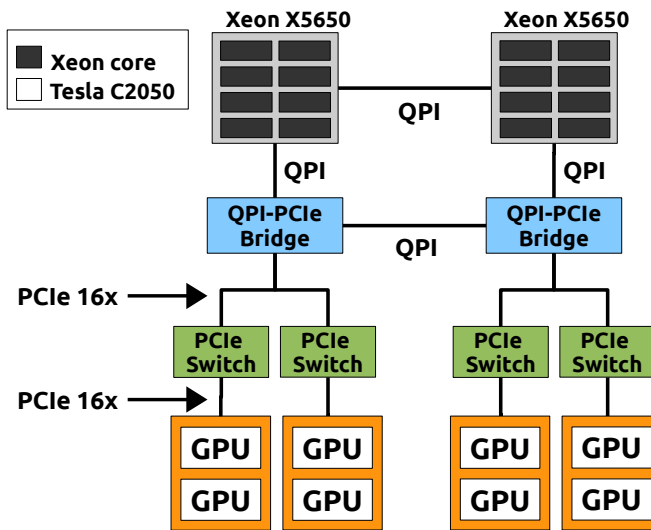 Xeon X5650
Xeon X5650
Xeon core
Tesla C2050
QPI
QPI
QPI
QPI-PCIe
Bridge
QPI-PCIe
Bridge
QPI
PCIe 16x
PCIe
Switch
PCIe
Switch
PCIe
Switch
PCIe
Switch
PCIe 16x
GPU
GPU
GPU
GPU
GPU
GPU
GPU
GPU